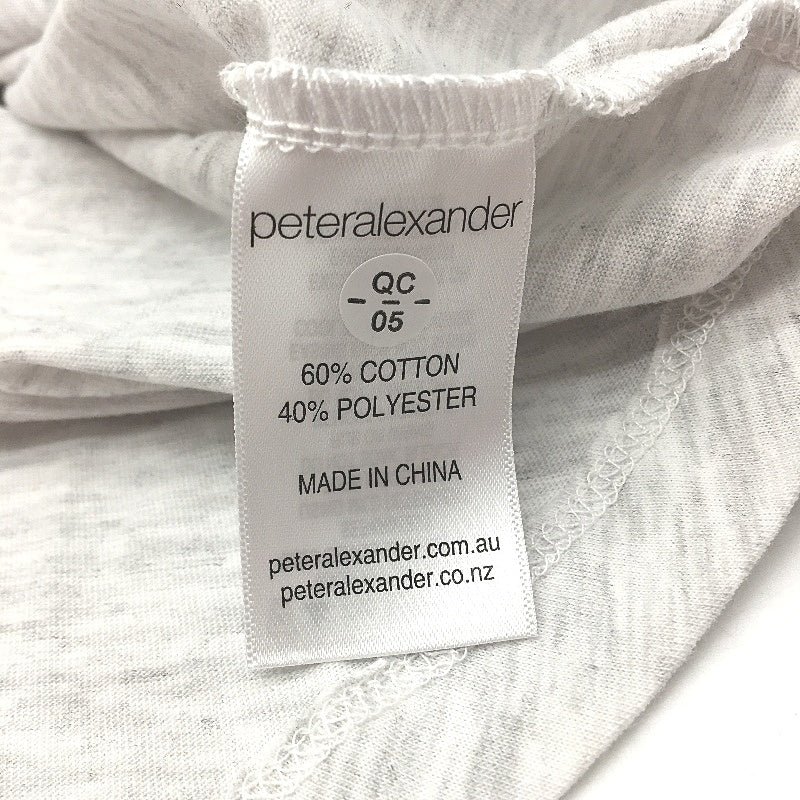 peteralexander
QC
05
60% COTTON
40% POLYESTER
MADE IN CHINA
peteralexander.com.au
peteralexander.co.nz